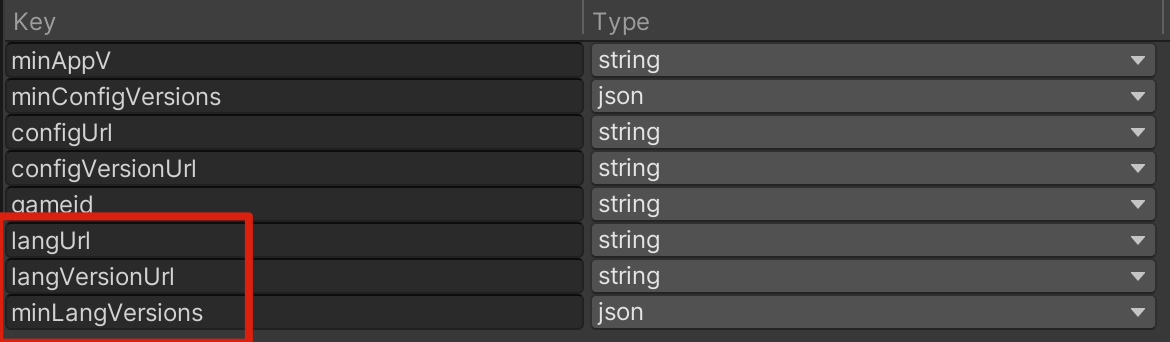 Key Type
minAppV string
minConfigVersions json
configUrl string
configVersionUrl string
gameid string
langUrl string
langVersionUrl string
minLangVersions json